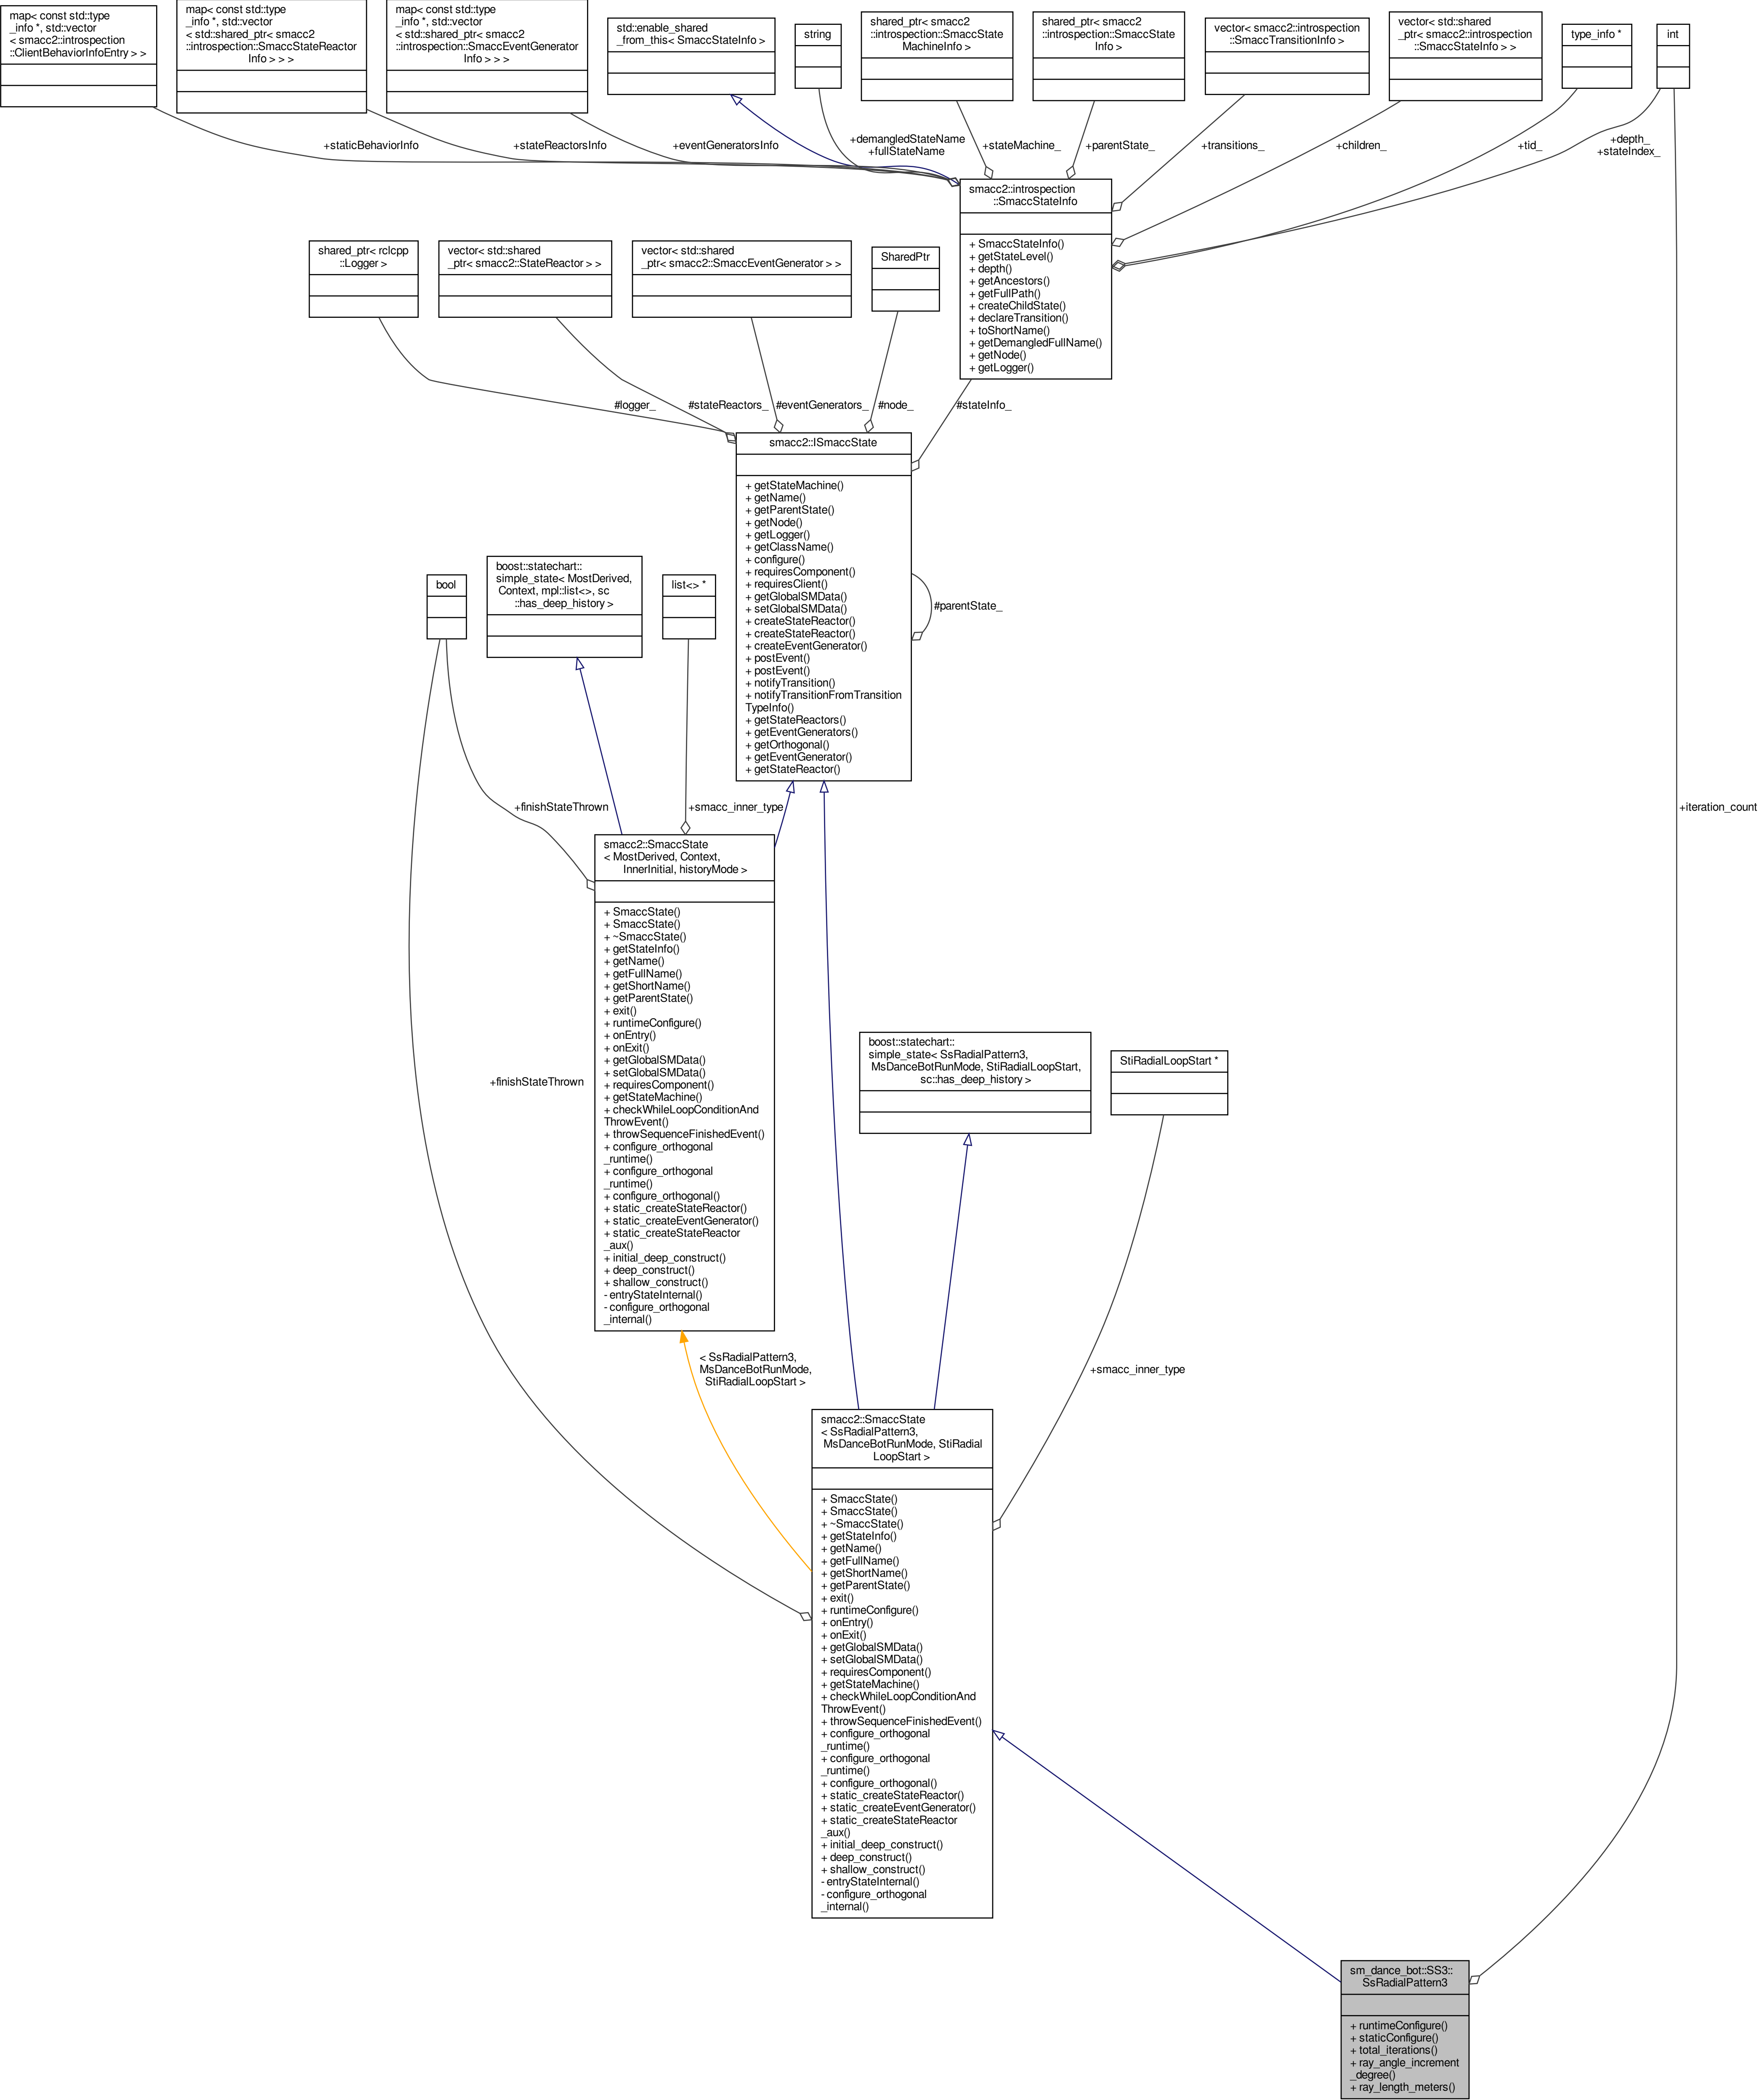 map< const std::type
_info *, std::vector
< smacc2::introspection
::ClientBehaviorInfoEntry > >
map< const std::type
_info *, std::vector
< std::shared_ptr< smacc2
::introspection::SmaccStateReactor
Info > > >
map< const std::type
_info *, std::vector
< std::shared_ptr< smacc2
::introspection::SmaccEventGenerator
Info > > >
std::enable_shared
_from_this< SmaccStateInfo >
string
shared_ptr< smacc2
::introspection::SmaccState
MachineInfo >
shared_ptr< smacc2
::introspection::SmaccState
Info >
vector< smacc2::introspection
::SmaccTransitionInfo >
vector< std::shared
_ptr< smacc2::introspection
::SmaccStateInfo > >
type_info *
int
+staticBehaviorInfo
+stateReactorsInfo
+eventGeneratorsInfo
+demangledStateName
+fullStateName
+stateMachine_
+parentState_
+transitions_
+children_
+tid_
+depth_
+stateIndex_
smacc2::introspection
::SmaccStateInfo
+ SmaccStateInfo()
+ getStateLevel()
+ depth()
+ getAncestors()
+ getFullPath()
+ createChildState()
+ declareTransition()
+ toShortName()
+ getDemangledFullName()
+ getNode()
+ getLogger()
shared_ptr< rclcpp
::Logger >
vector< std::shared
_ptr< smacc2::StateReactor > >
vector< std::shared
_ptr< smacc2::SmaccEventGenerator > >
SharedPtr
#logger_
#stateReactors_
#eventGenerators_
#node_
#stateInfo_
smacc2::ISmaccState
+ getStateMachine()
+ getName()
+ getParentState()
+ getNode()
+ getLogger()
+ getClassName()
+ configure()
+ requiresComponent()
+ requiresClient()
+ getGlobalSMData()
+ setGlobalSMData()
+ createStateReactor()
+ createStateReactor()
+ createEventGenerator()
+ postEvent()
+ postEvent()
+ notifyTransition()
+ notifyTransitionFromTransition
TypeInfo()
+ getStateReactors()
+ getEventGenerators()
+ getOrthogonal()
+ getEventGenerator()
+ getStateReactor()
#parentState_
bool
boost::statechart::
simple_state< MostDerived,
Context, mpl::list<>, sc
::has_deep_history >
list<> *
+finishStateThrown
+smacc_inner_type
+iteration_count
smacc2::SmaccState
< MostDerived, Context,
InnerInitial, historyMode >
+ SmaccState()
+ SmaccState()
+ ~SmaccState()
+ getStateInfo()
+ getName()
+ getFullName()
+ getShortName()
+ getParentState()
+ exit()
+ runtimeConfigure()
+ onEntry()
+ onExit()
+ getGlobalSMData()
+ setGlobalSMData()
+ requiresComponent()
+ getStateMachine()
+ checkWhileLoopConditionAnd
ThrowEvent()
+ throwSequenceFinishedEvent()
+ configure_orthogonal
_runtime()
+ configure_orthogonal
_runtime()
+ configure_orthogonal()
+ static_createStateReactor()
+ static_createEventGenerator()
+ static_createStateReactor
_aux()
+ initial_deep_construct()
+ deep_construct()
+ shallow_construct()
- entryStateInternal()
- configure_orthogonal
_internal()
+finishStateThrown
boost::statechart::
simple_state< SsRadialPattern3,
MsDanceBotRunMode, StiRadialLoopStart,
sc::has_deep_history >
StiRadialLoopStart *
< SsRadialPattern3,
MsDanceBotRunMode,
StiRadialLoopStart >
+smacc_inner_type
smacc2::SmaccState
< SsRadialPattern3,
MsDanceBotRunMode, StiRadial
LoopStart >
+ SmaccState()
+ SmaccState()
+ ~SmaccState()
+ getStateInfo()
+ getName()
+ getFullName()
+ getShortName()
+ getParentState()
+ exit()
+ runtimeConfigure()
+ onEntry()
+ onExit()
+ getGlobalSMData()
+ setGlobalSMData()
+ requiresComponent()
+ getStateMachine()
+ checkWhileLoopConditionAnd
ThrowEvent()
+ throwSequenceFinishedEvent()
+ configure_orthogonal
_runtime()
+ configure_orthogonal
_runtime()
+ configure_orthogonal()
+ static_createStateReactor()
+ static_createEventGenerator()
+ static_createStateReactor
_aux()
+ initial_deep_construct()
+ deep_construct()
+ shallow_construct()
- entryStateInternal()
- configure_orthogonal
_internal()
sm_dance_bot::SS3::
SsRadialPattern3
+ runtimeConfigure()
+ staticConfigure()
+ total_iterations()
+ ray_angle_increment
_degree()
+ ray_length_meters()